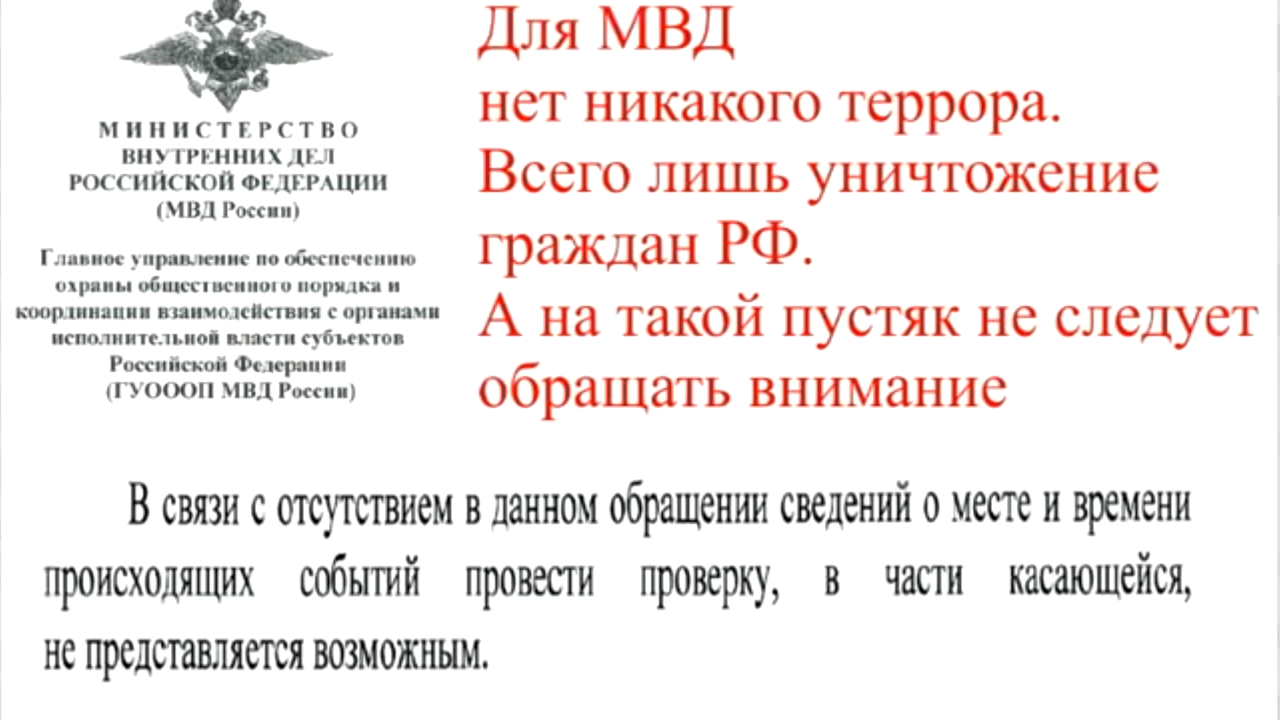 МИНИСТЕРСТВО
ВНУТРЕННИХ ДЕЛ
РОССИЙСКОЙ ФЕДЕРАЦИИ
(МВД России)
Главное управление по обеспечению
охраны общественного порядка и
координации взаимодействия с органами
исполнительной власти субъектов
Российской Федерации
(ГУОООП МВД России)
Для МВД
нет никакого террора.
Всего лишь уничтожение
граждан РФ.
А на такой пустяк не следует
обращать внимание
В связи с отсутствием в данном обращении сведений о месте и времени
происходящих событий провести проверку, в части касающейся,
не представляется возможным.